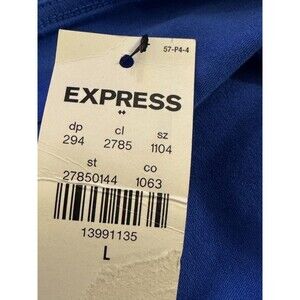 57-P4-4
EXPRESS
dp cl sz
294 2785 1104
st co
27850144 1063
13991135
L